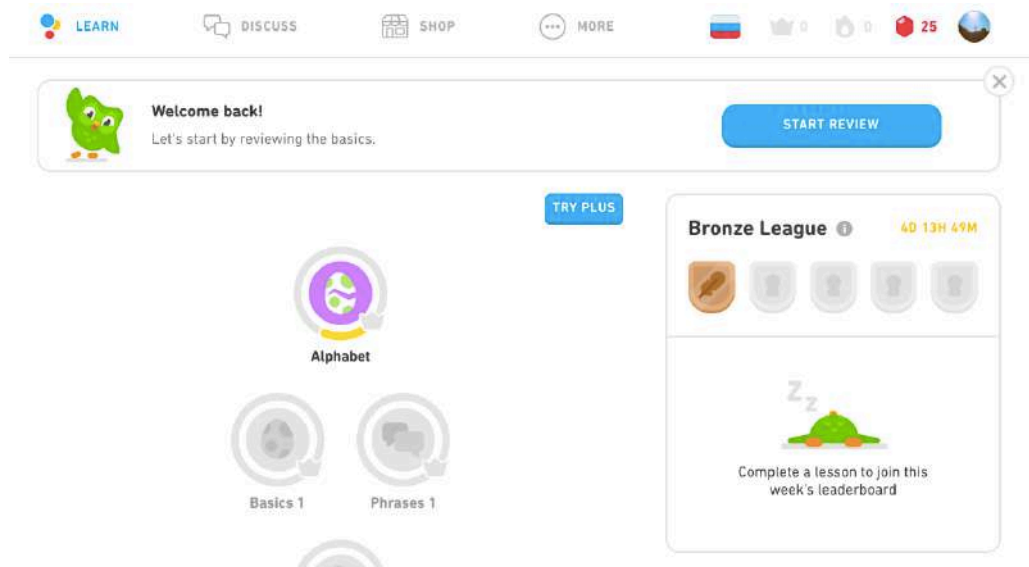 LEARN
DISCUSS
SHOP
MORE
0
0
25
Welcome back!
Let's start by reviewing the basics.
START REVIEW
TRY PLUS
Bronze League
4D 13H 49M
Alphabet
Basics 1
Phrases 1
Z
z
Complete a lesson to join this
week's leaderboard